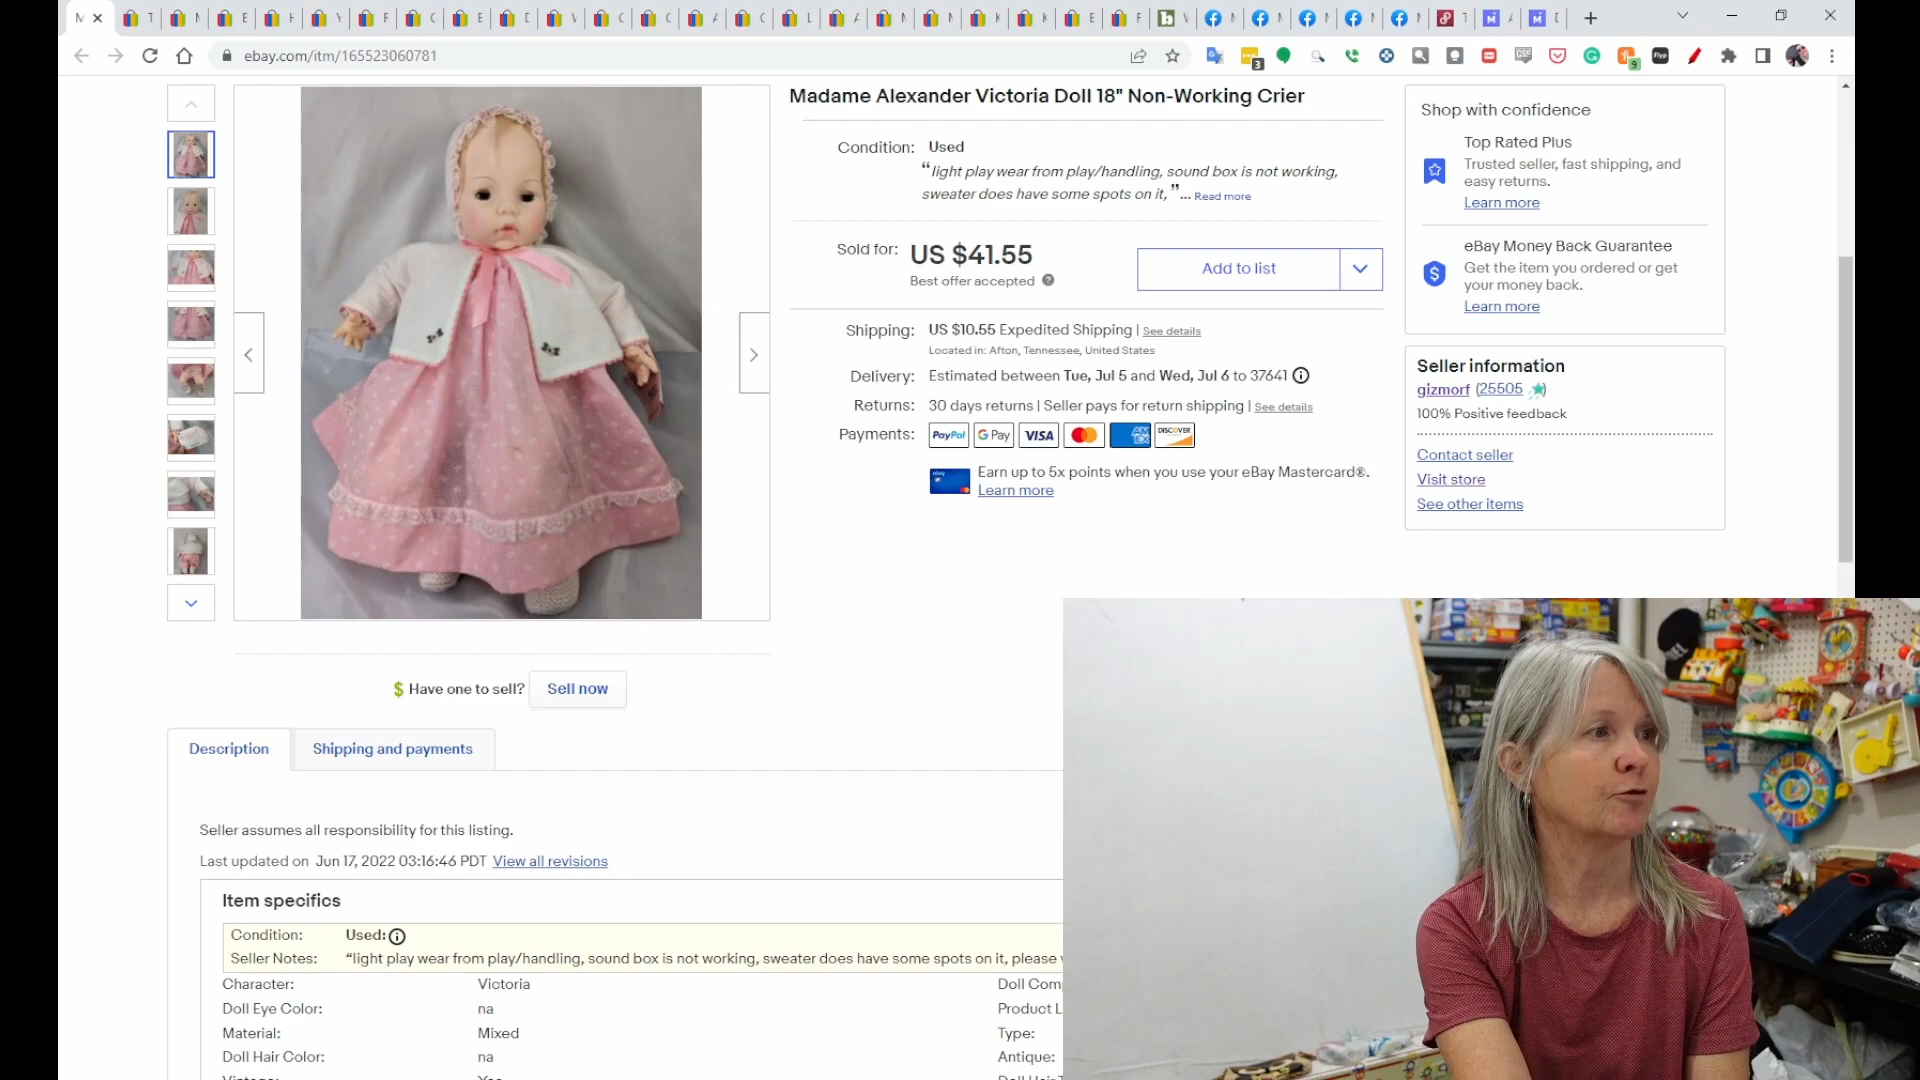 ebay.com/itm/165523060781
Madame Alexander Victoria Doll 18" Non-Working Crier
Condition: Used
“light play wear from play/handling, sound box is not working,
sweater does have some spots on it,” ... Read more
Sold for: US $41.55
Best offer accepted
Add to list
Shipping: US $10.55 Expedited Shipping | See details
Located in: Afton, Tennessee, United States
Delivery: Estimated between Tue, Jul 5 and Wed, Jul 6 to 37641
Returns: 30 days returns | Seller pays for return shipping | See details
Payments: PayPal G Pay VISA AMEX DISCOVER
Earn up to 5x points when you use your eBay Mastercard®.
Learn more
Shop with confidence
Top Rated Plus
Trusted seller, fast shipping, and
easy returns.
Learn more
eBay Money Back Guarantee
Get the item you ordered or get
your money back.
Learn more
Seller information
gizmorf (25505)
100% Positive feedback
Contact seller
Visit store
See other items
$ Have one to sell? Sell now
Description Shipping and payments
Seller assumes all responsibility for this listing.
Last updated on Jun 17, 2022 03:16:46 PDT View all revisions
Item specifics
Condition: Used:
Seller Notes: “light play wear from play/handling, sound box is not working, sweater does have some spots on it, please
Character: Victoria Doll Com
Doll Eye Color: na Product L
Material: Mixed Type:
Doll Hair Color: na Antique: